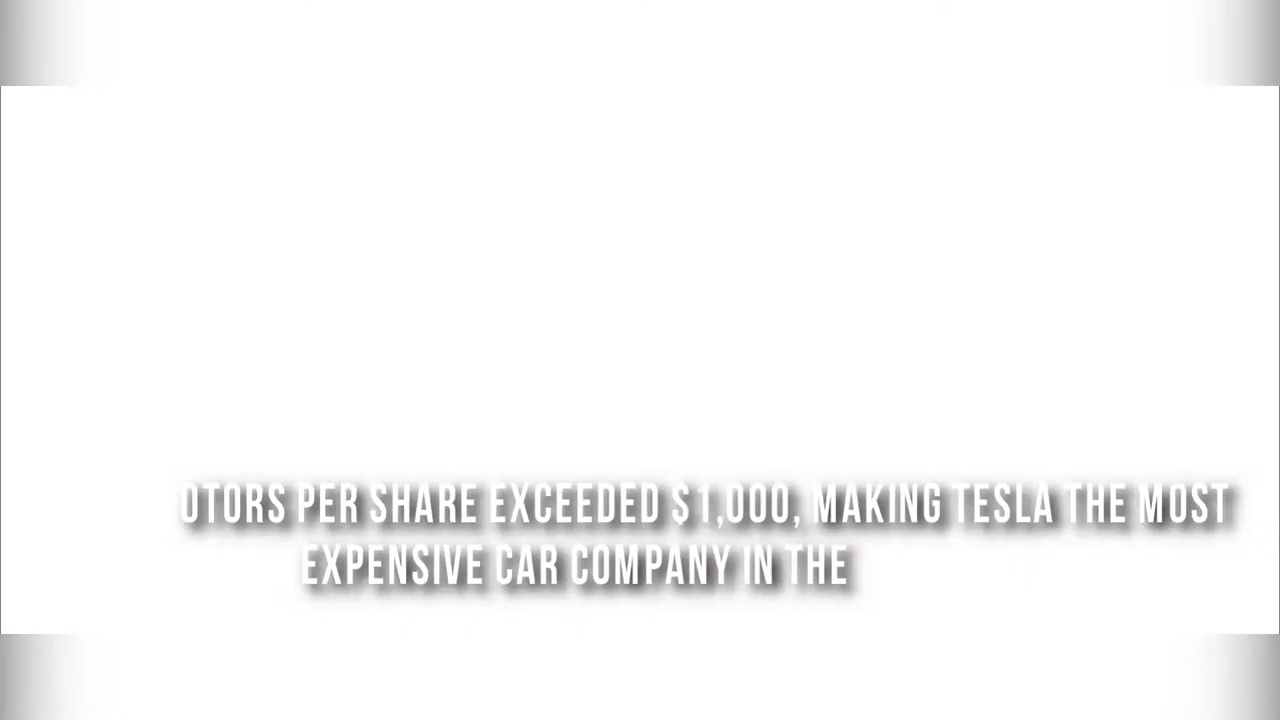 OTORS PER SHARE EXCEEDED $1,000, MAKING TESLA THE MOST
EXPENSIVE CAR COMPANY IN THE